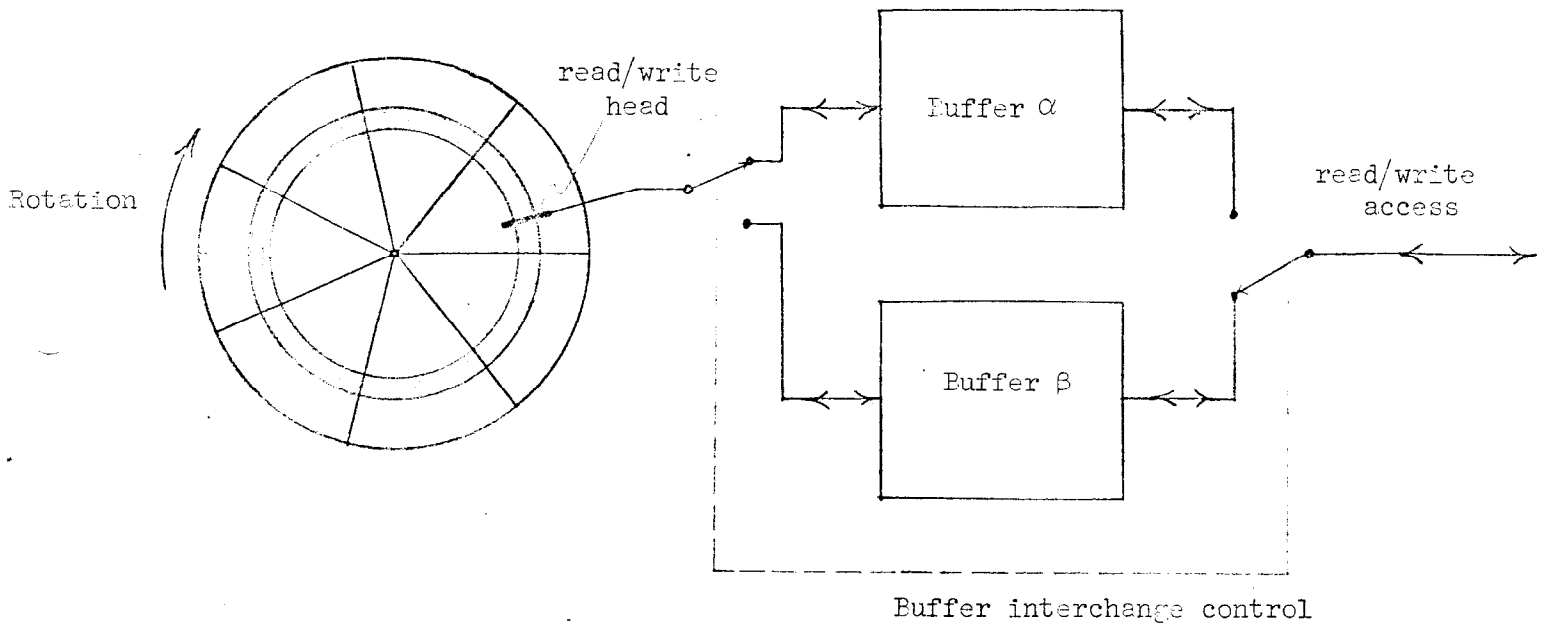 read/write
head
Buffer α
Rotation
read/write
access
Buffer β
Buffer interchange control